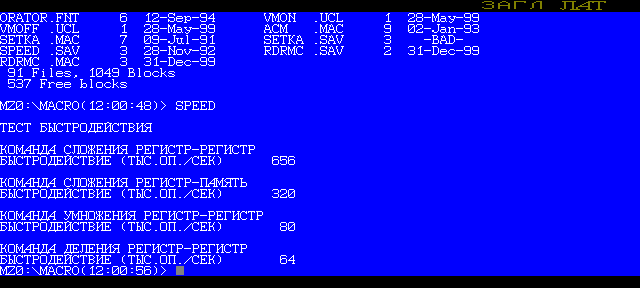 ЗАГЛ ЛАТ
ORATOR.FNT 6 12-Sep-94 VMON .UCL 1 28-May-99
VMOFF .UCL 1 28-May-99 ACM .MAC 9 02-Jan-93
SETKA .MAC 7 09-Jul-91 SETKA .SAV 3 -BAD-
SPEED .SAV 3 28-Nov-92 RDRMC .SAV 2 31-Dec-99
RDRMC .MAC 3 31-Dec-99
91 Files, 1049 Blocks
537 Free blocks
MZ0:\MACRO(12:00:48)> SPEED
ТЕСТ БЫСТРОДЕЙСТВИЯ
КОМАНДА СЛОЖЕНИЯ РЕГИСТР-РЕГИСТР
БЫСТРОДЕЙСТВИЕ (ТЫС.ОП./СЕК) 656
КОМАНДА СЛОЖЕНИЯ РЕГИСТР-ПАМЯТЬ
БЫСТРОДЕЙСТВИЕ (ТЫС.ОП./СЕК) 320
КОМАНДА УМНОЖЕНИЯ РЕГИСТР-РЕГИСТР
БЫСТРОДЕЙСТВИЕ (ТЫС.ОП./СЕК) 80
КОМАНДА ДЕЛЕНИЯ РЕГИСТР-РЕГИСТР
БЫСТРОДЕЙСТВИЕ (ТЫС.ОП./СЕК) 64
MZ0:\MACRO(12:00:56)>